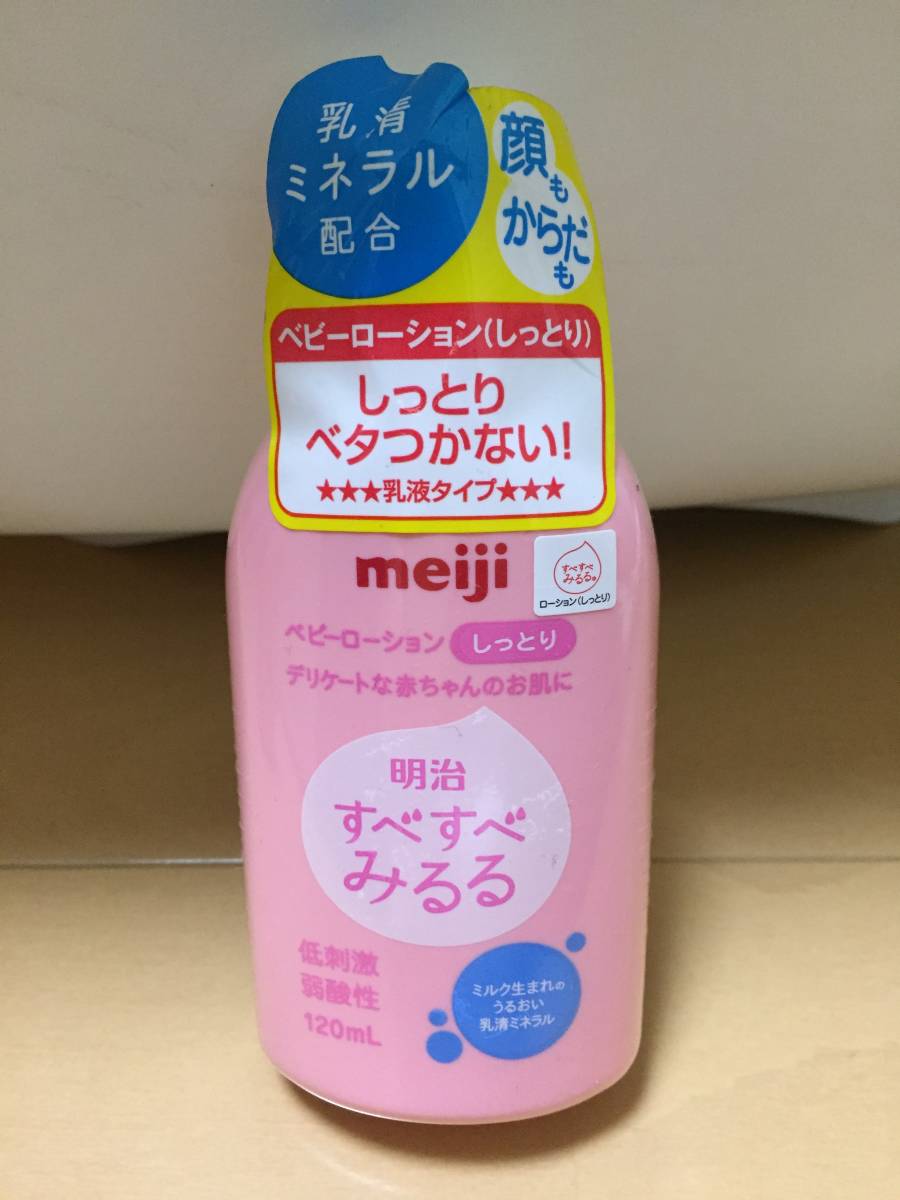 乳清
ミネラル
配合
顔も
からだも
ベビーローション(しっとり)
しっとり
ベタつかない!
★★★乳液タイプ★★★
meiji
すべすべ
みるる。
ローション(しっとり)
ベビーローション しっとり
デリケートな赤ちゃんのお肌に
明治
すべすべ
みるる
低刺激
弱酸性
120mL
ミルク生まれの
うるおい
乳清ミネラル